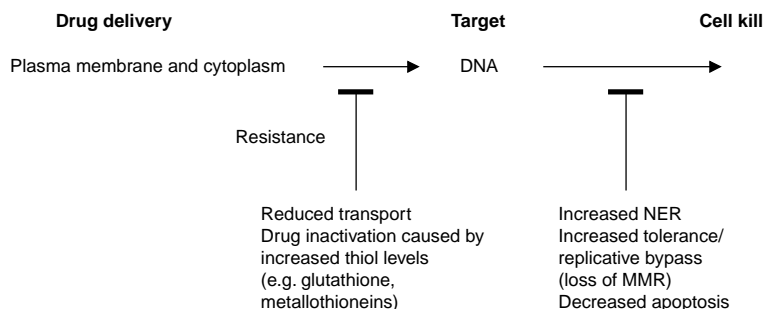 Drug delivery Target Cell kill
Plasma membrane and cytoplasm DNA
Resistance
Reduced transport
Drug inactivation caused by
increased thiol levels
(e.g. glutathione,
metallothioneins)
Increased NER
Increased tolerance/
replicative bypass
(loss of MMR)
Decreased apoptosis